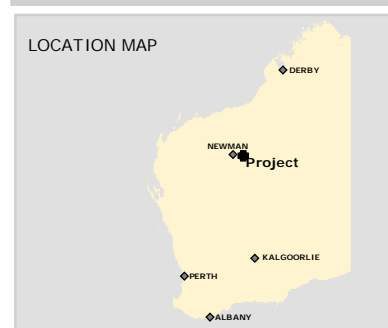 LOCATION MAP
DERBY
NEWMAN
Project
KALGOORLIE
PERTH
ALBANY